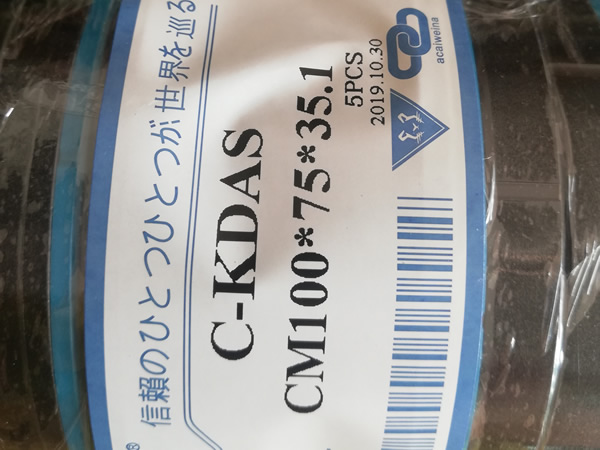 信頼のひとつひとつが世界を巡る
®
C-KDAS
CM100*75*35.1
5PCS
2019.10.30
acaiweina